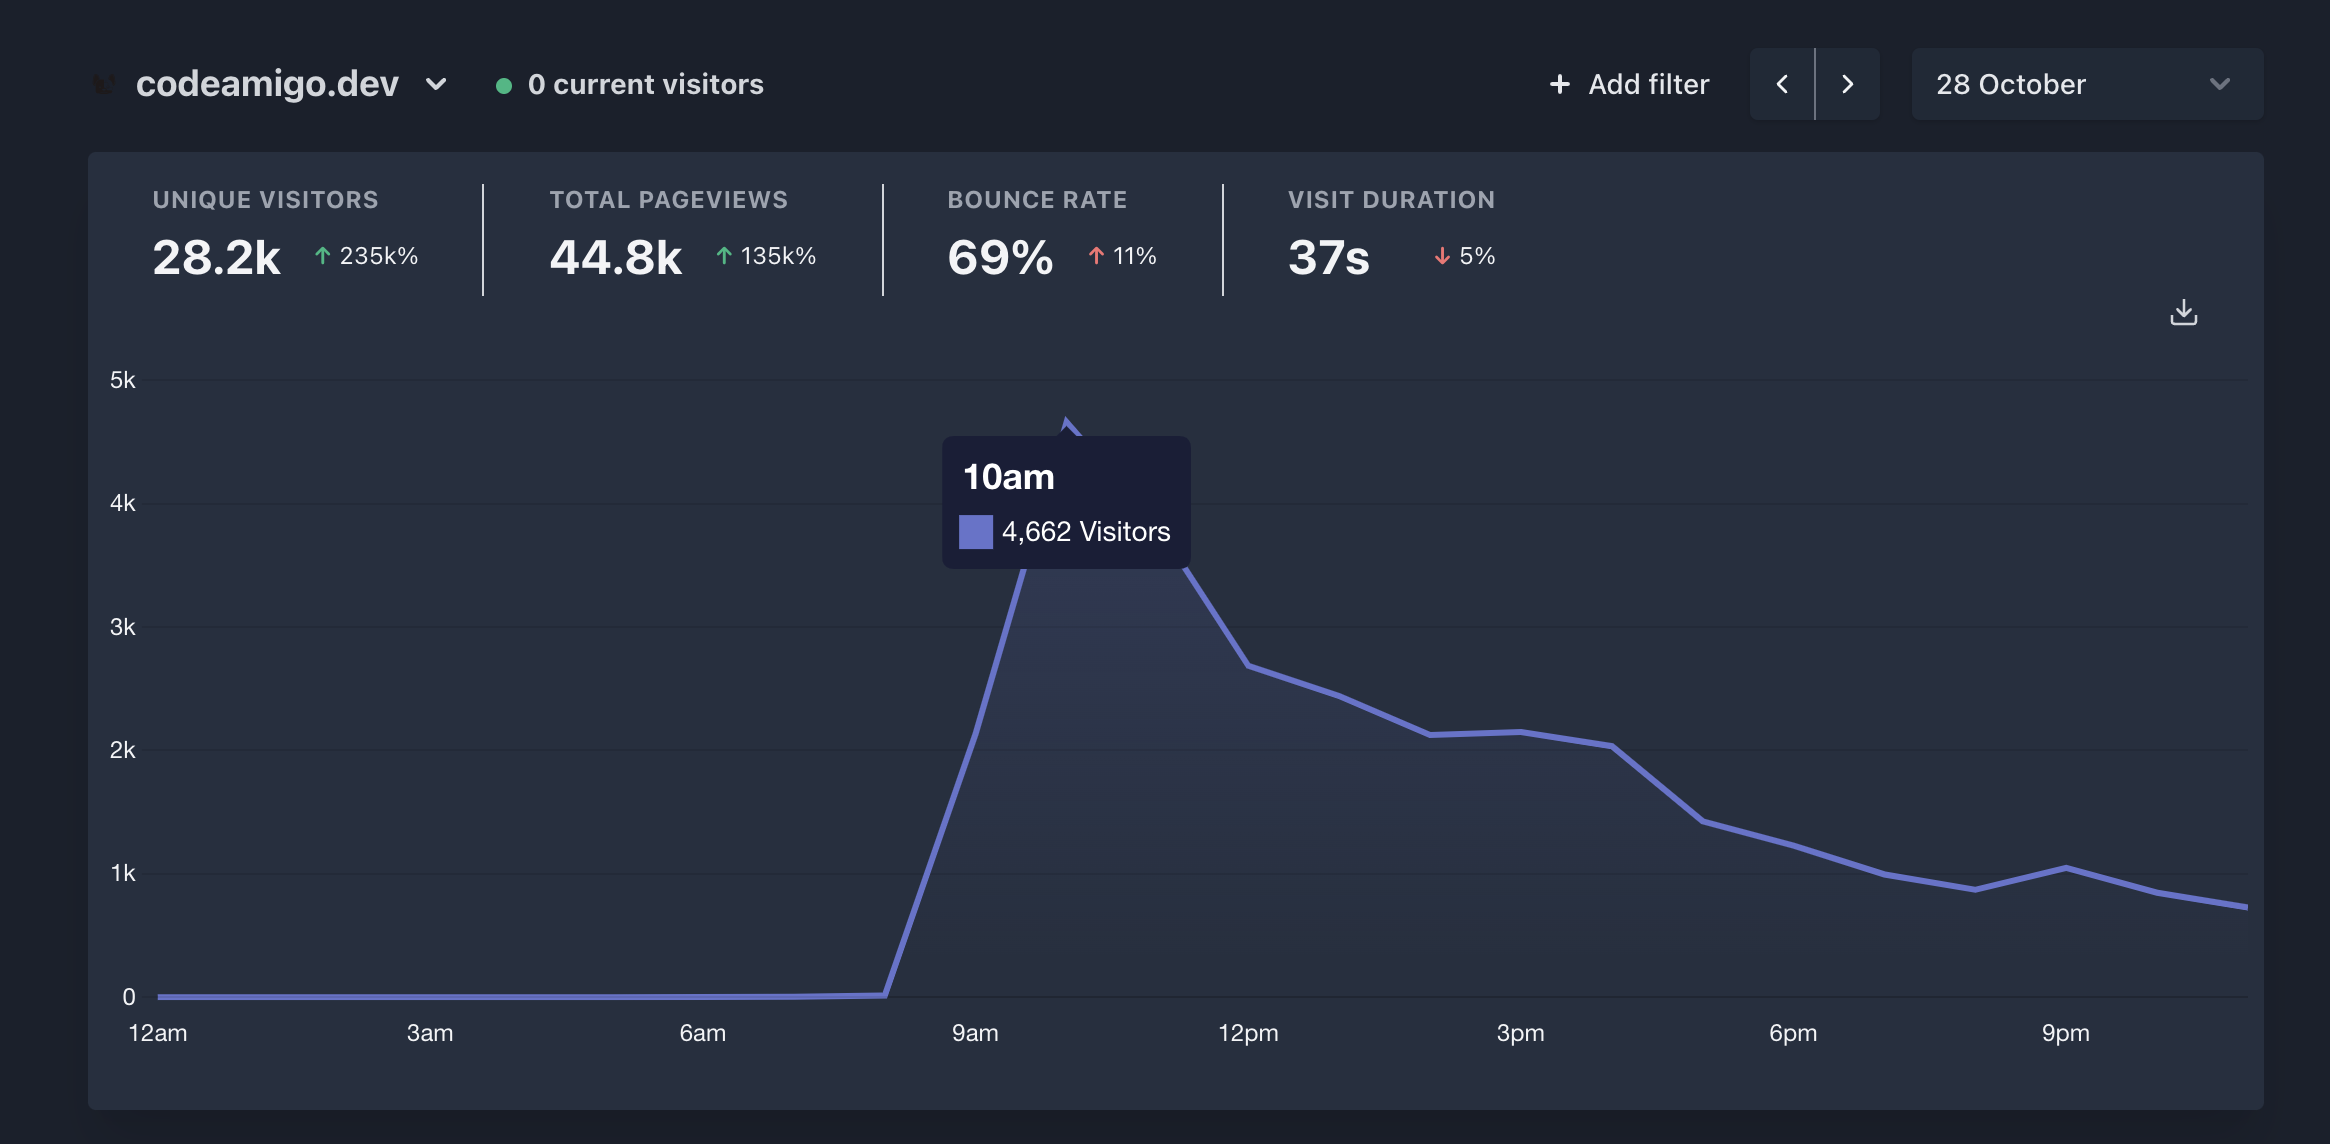 codeamigo.dev 0 current visitors + Add filter 28 October
UNIQUE VISITORS TOTAL PAGEVIEWS BOUNCE RATE VISIT DURATION
28.2k ↑ 235k% 44.8k ↑ 135k% 69% ↑ 11% 37s ↓ 5%
5k
10am
4k
4,662 Visitors
3k
2k
1k
0
12am 3am 6am 9am 12pm 3pm 6pm 9pm